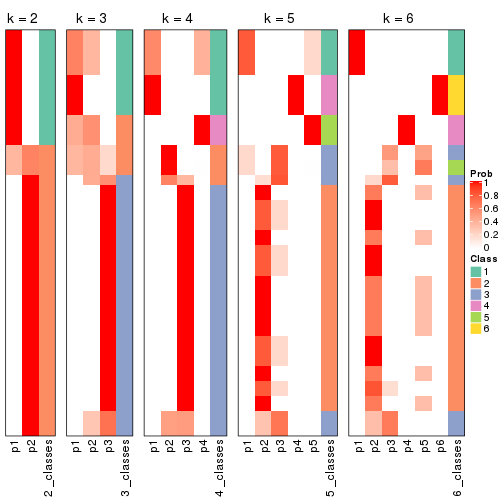 k = 2
k = 3
k = 4
k = 5
k = 6
p1
p2
2_classes
p1
p2
p3
3_classes
p1
p2
p3
p4
4_classes
p1
p2
p3
p4
p5
5_classes
p1
p2
p3
p4
p5
p6
6_classes
Prob
1
0.8
0.6
0.4
0.2
0
Class
1
2
3
4
5
6